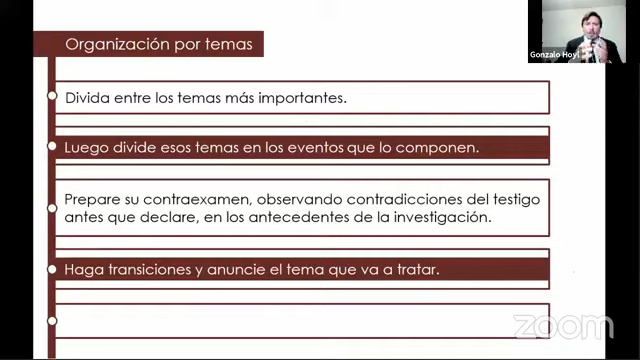 Organización por temas
Gonzalo Hoyl
Divida entre los temas más importantes.
Luego divide esos temas en los eventos que lo componen.
Prepare su contraexamen, observando contradicciones del testigo
antes que declare, en los antecedentes de la investigación.
Haga transiciones y anuncie el tema que va a tratar.
zoom